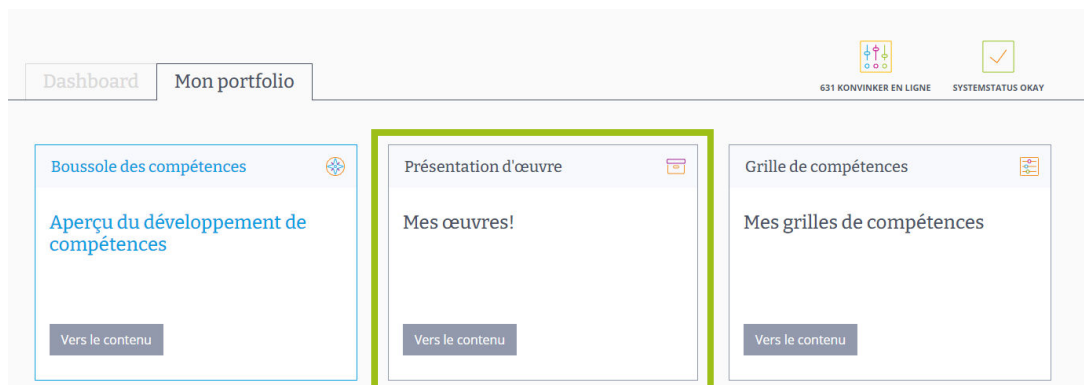 Dashboard
Mon portfolio
631 KONVINKER EN LIGNE
SYSTEMSTATUS OKAY
Boussole des compétences
Aperçu du développement de
compétences
Vers le contenu
Présentation d'œuvre
Mes œuvres!
Vers le contenu
Grille de compétences
Mes grilles de compétences
Vers le contenu